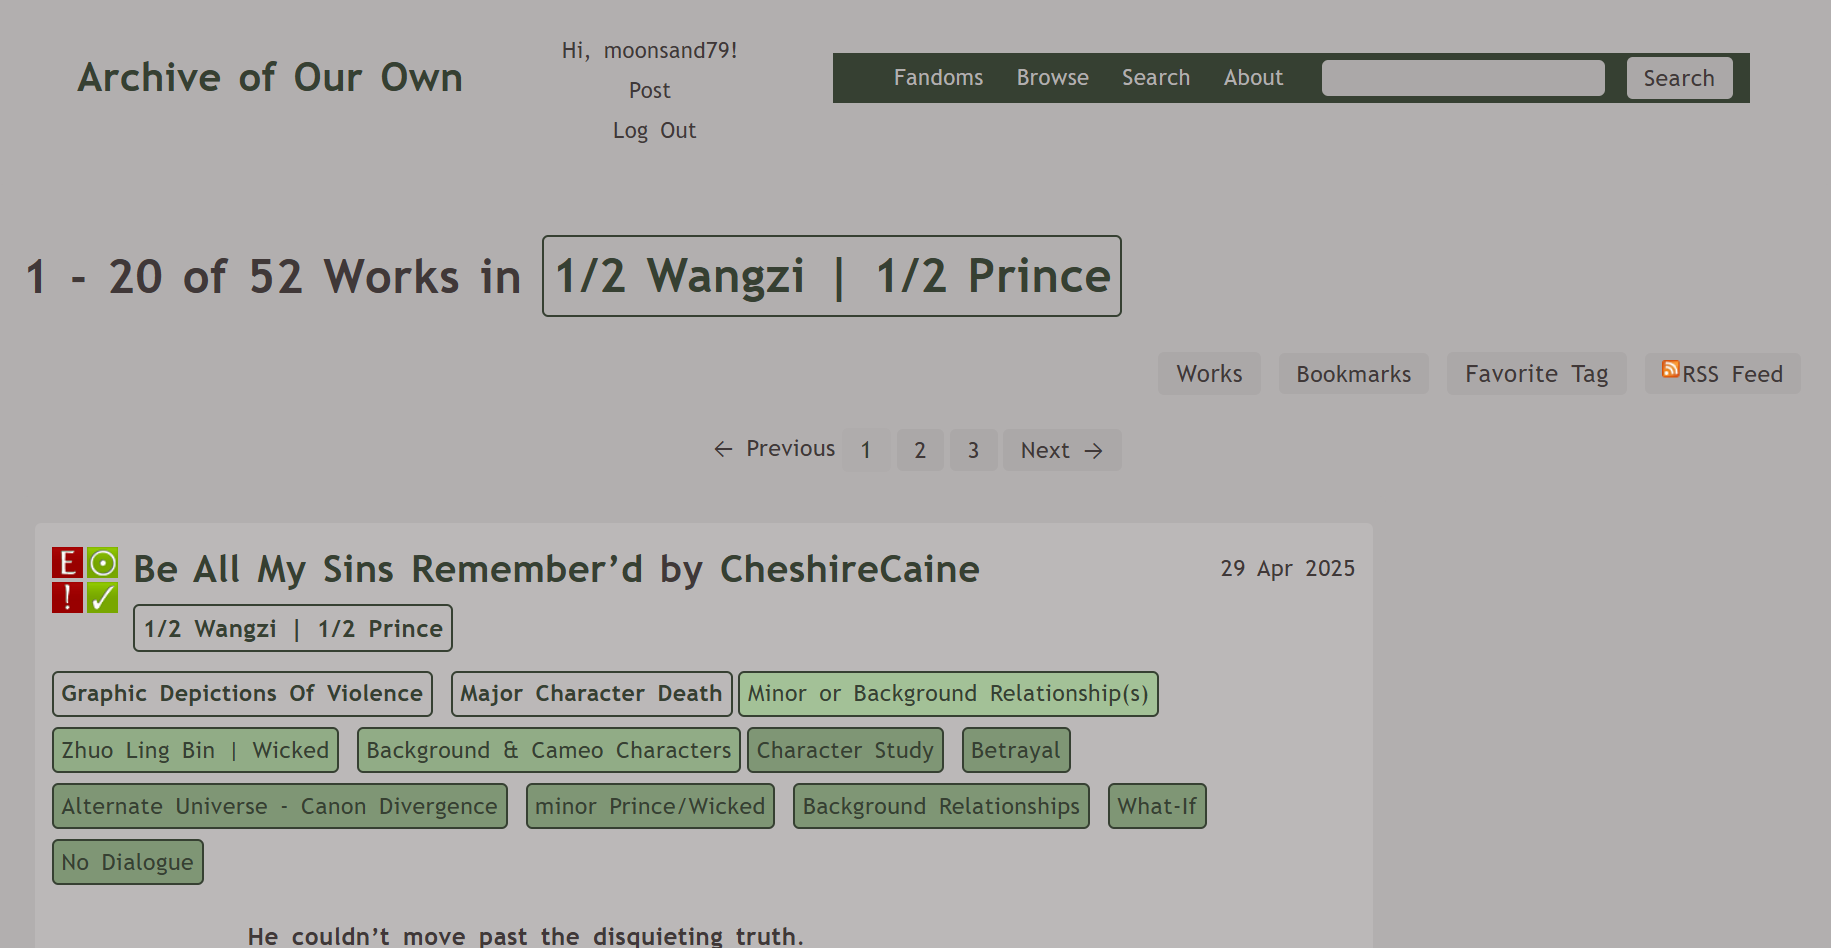 Archive of Our Own
Hi, moonsand79!
Post
Log Out
Fandoms Browse Search About Search
1 - 20 of 52 Works in 1/2 Wangzi | 1/2 Prince
Works Bookmarks Favorite Tag RSS Feed
← Previous 1 2 3 Next →
E
!
✓
Be All My Sins Remember’d by CheshireCaine
29 Apr 2025
1/2 Wangzi | 1/2 Prince
Graphic Depictions Of Violence Major Character Death Minor or Background Relationship(s)
Zhuo Ling Bin | Wicked Background & Cameo Characters Character Study Betrayal
Alternate Universe - Canon Divergence minor Prince/Wicked Background Relationships What-If
No Dialogue
He couldn’t move past the disquieting truth.